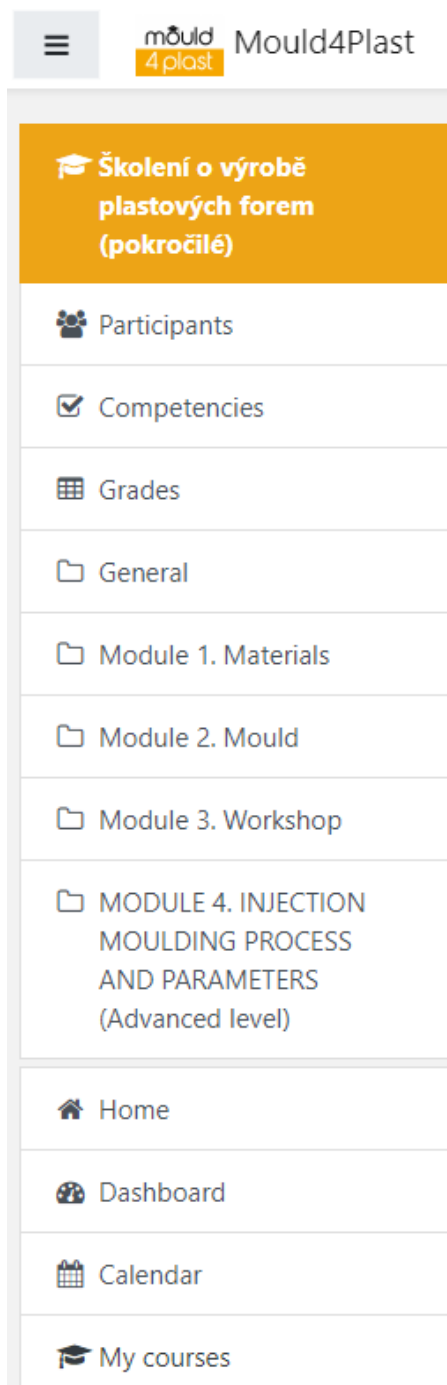 mould
4 plast
Mould4Plast
Školení o výrobě
plastových forem
(pokročilé)
Participants
Competencies
Grades
General
Module 1. Materials
Module 2. Mould
Module 3. Workshop
MODULE 4. INJECTION
MOULDING PROCESS
AND PARAMETERS
(Advanced level)
Home
Dashboard
Calendar
My courses